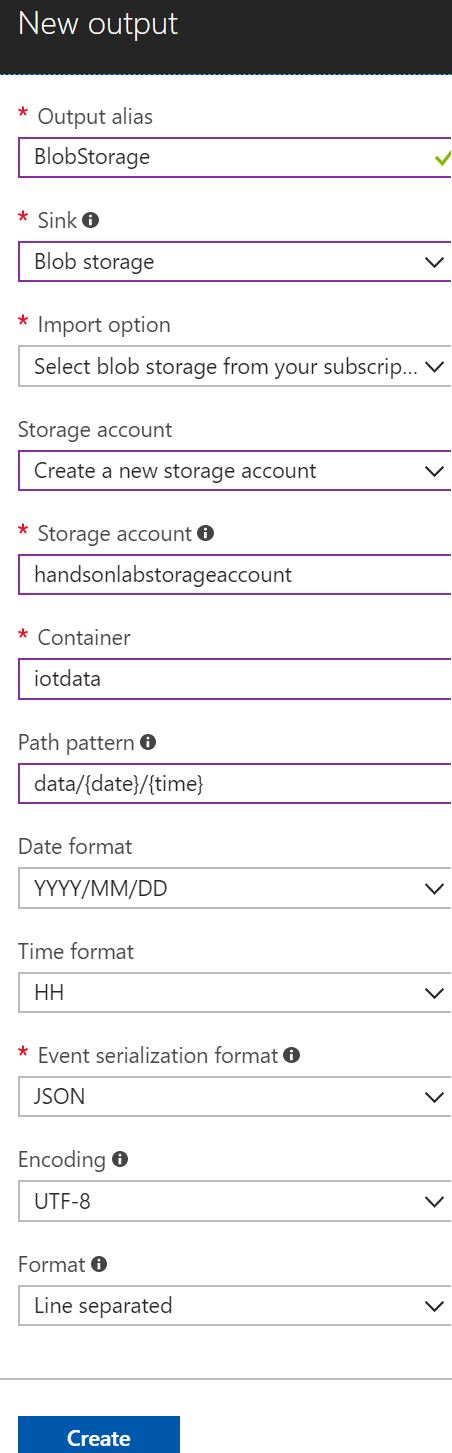 New output
* Output alias
BlobStorage
* Sink
Blob storage
* Import option
Select blob storage from your subscrip...
Storage account
Create a new storage account
* Storage account
handsonlabstorageaccount
* Container
iotdata
Path pattern
data/{date}/{time}
Date format
YYYY/MM/DD
Time format
HH
* Event serialization format
JSON
Encoding
UTF-8
Format
Line separated
Create